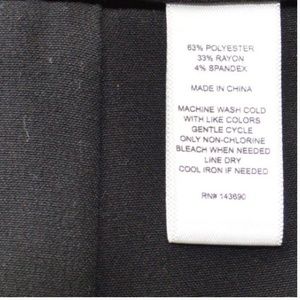 63% POLYESTER
33% RAYON
4% SPANDEX
MADE IN CHINA
MACHINE WASH COLD
WITH LIKE COLORS
GENTLE CYCLE
ONLY NON-CHLORINE
BLEACH WHEN NEEDED
LINE DRY
COOL IRON IF NEEDED
RN# 143690